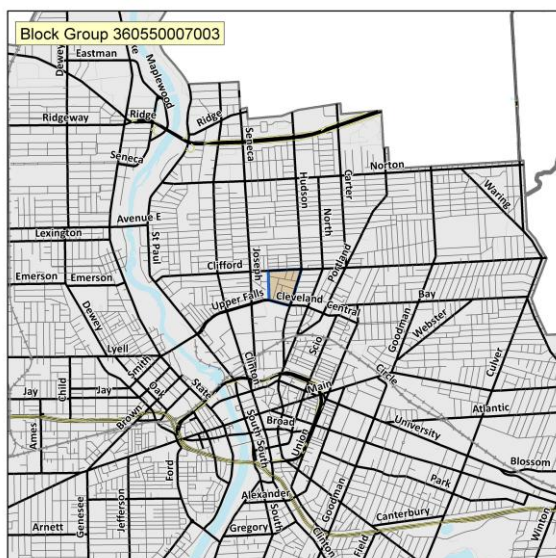 Block Group 360550007003
Dewey
Maplewood
Eastman
Ridgeway
Ridge
Ridge
Seneca
Seneca
Hudson
Carter
Norton
Waring
North
Avenue E
St Paul
Lexington
Joseph
Portland
Clifford
Emerson
Emerson
Upper Falls
Cleveland
Central
Bay
Dewey
Goodman
Webster
Lyell
Scio
Smith
Culver
Clinton
Circle
Jay
Child
Jay
Oak
State
Main
Atlantic
Brown
Ames
South
South
Broad
Union
University
Blossom
Ford
Park
Genesee
Jefferson
Alexander
Goodman
Canterbury
Winton
Arnett
South
Gregory
Clinton
field